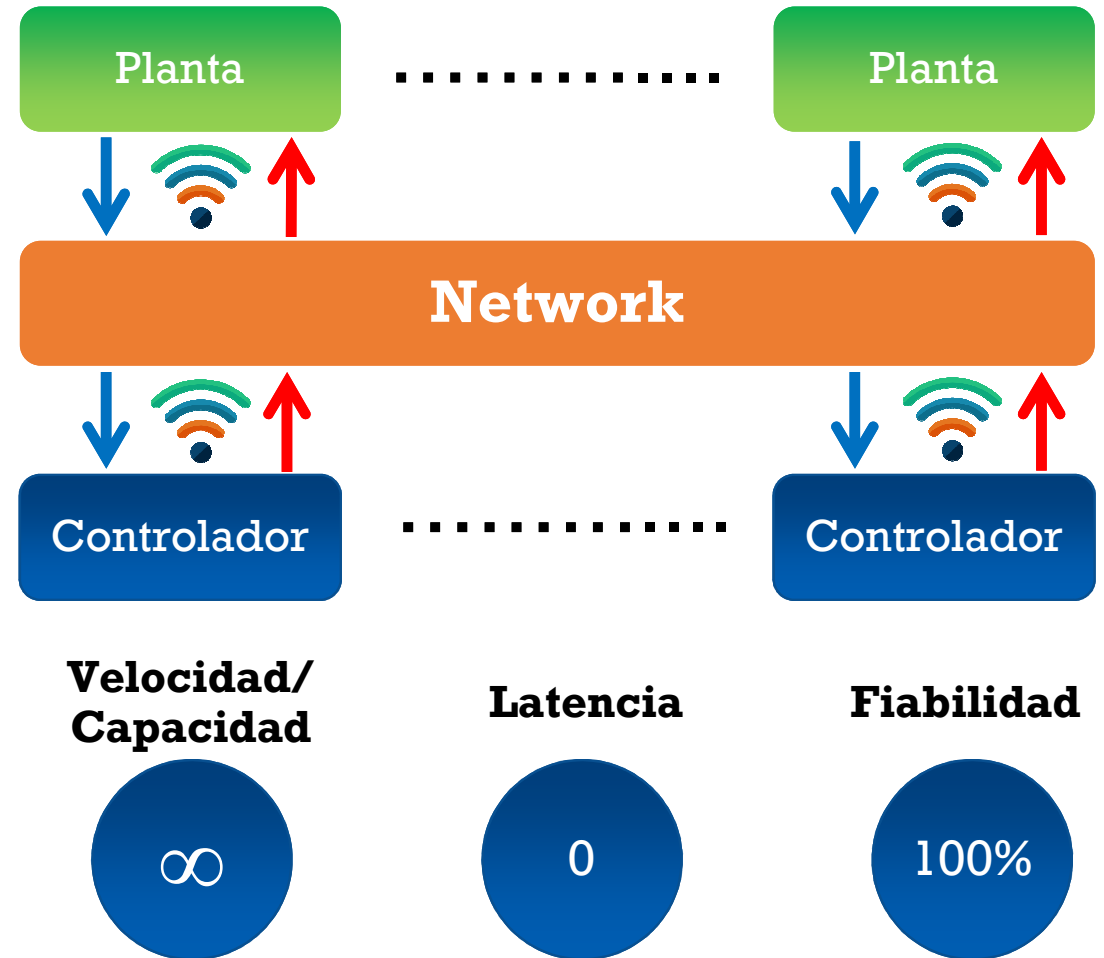 Planta
Planta
Network
Controlador
Controlador
Velocidad/
Capacidad
Latencia
Fiabilidad
∞
0
100%